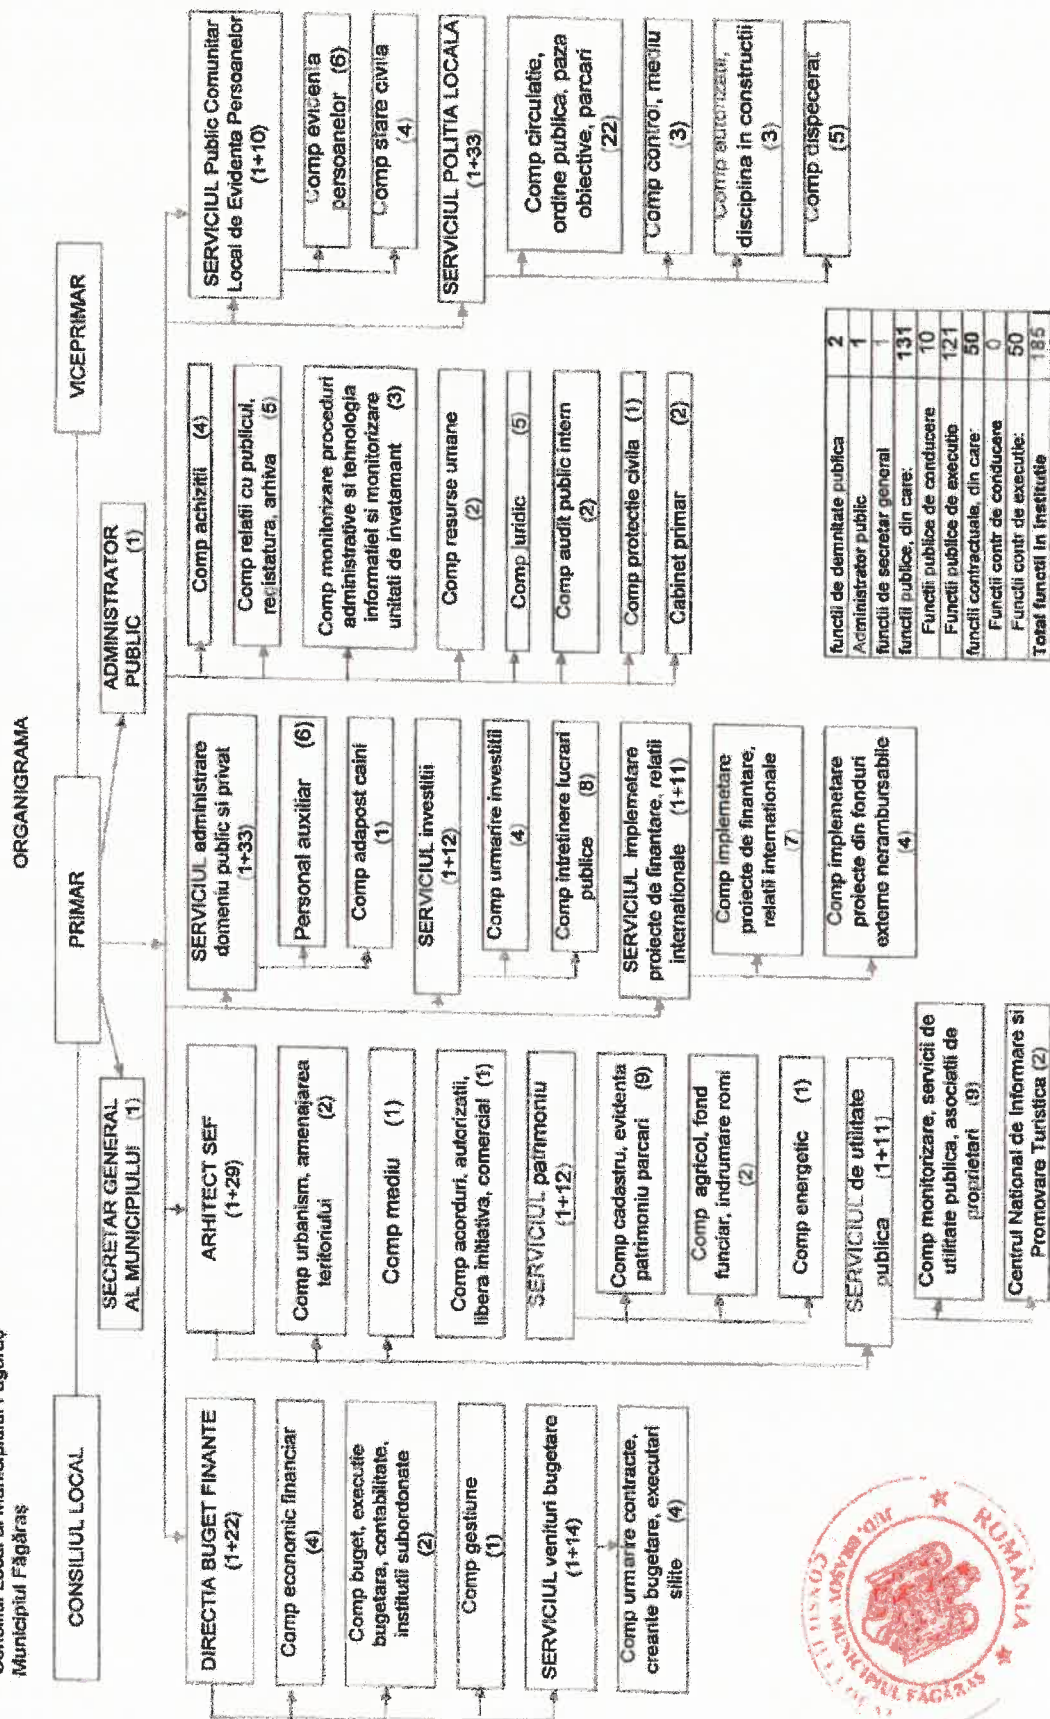 Municipiul Făgăraș
ORGANIGRAMA
CONSILIUL LOCAL
PRIMAR
VICEPRIMAR
SECRETAR GENERAL
AL MUNICIPIULUI (1)
ADMINISTRATOR
PUBLIC (1)
DIRECTIA BUGET FINANTE
(1+22)
Comp economic financiar
(4)
Comp buget, executie
bugetara, contabilitate,
institutii subordonate
(2)
Comp gestiune
(1)
SERVICIUL venituri bugetare
(1+14)
Comp urmarire contracte,
creante bugetare, executari
silite (4)
ARHITECT SEF
(1+29)
Comp urbanism, amenajarea
teritoriului (2)
Comp mediu (1)
Comp acorduri, autorizatii,
libera initiativa, comercial (1)
SERVICIUL patrimoniu
(1+12)
Comp cadastru, evidenta
patrimoniu parcari (9)
Comp agricol, fond
funciar, indrumare romi
(2)
Comp energetic (1)
SERVICIUL de utilitate
publica (1+11)
Comp monitorizare, servicii de
utilitate publica, asociatii de
proprietari (9)
Centrul National de Informare si
Promovare Turistica (2)
SERVICIUL administrare
domeniu public si privat
(1+33)
Personal auxiliar (6)
Comp adapost caini
(1)
SERVICIUL investitii
(1+12)
Comp urmarire investitii
(4)
Comp intretinere lucrari
publice (8)
SERVICIUL implemetare
proiecte de finantare, relatii
internationale (1+11)
Comp implemetare
proiecte de finantare,
relatii internationale
(7)
Comp implemetare
proiecte din fonduri
externe nerambursabile
(4)
Comp achizitii (4)
Comp relatii cu publicul,
registatura, arhiva (5)
Comp monitorizare proceduri
administrative si tehnologia
informatiei si monitorizare
unitati de invatamant (3)
Comp resurse umane
(2)
Comp juridic (5)
Comp audit public intern
(2)
Comp protectie civila (1)
Cabinet primar (2)
SERVICIUL Public Comunitar
Local de Evidenta Persoanelor
(1+10)
Comp evidenta
persoanelor (6)
Comp stare civila
(4)
SERVICIUL POLITIA LOCALA
(1+33)
Comp circulatie,
ordine publica, paza
obiective, parcari
(22)
Comp control, mediu
(3)
Comp autorizatii,
disciplina in constructii
(3)
Comp dispecerat
(5)
functii de demnitate publica 2
Administrator public 1
functii de secretar general 1
functii publice, din care: 131
Functii publice de conducere 10
Functii publice de executie 121
functii contractuale, din care: 50
Functii contr de conducere 0
Functii contr de executie: 50
Total functii in institutie 185
ROMÂNIA
JUD. BRASOV
MUNICIPIUL FĂGĂRAȘ